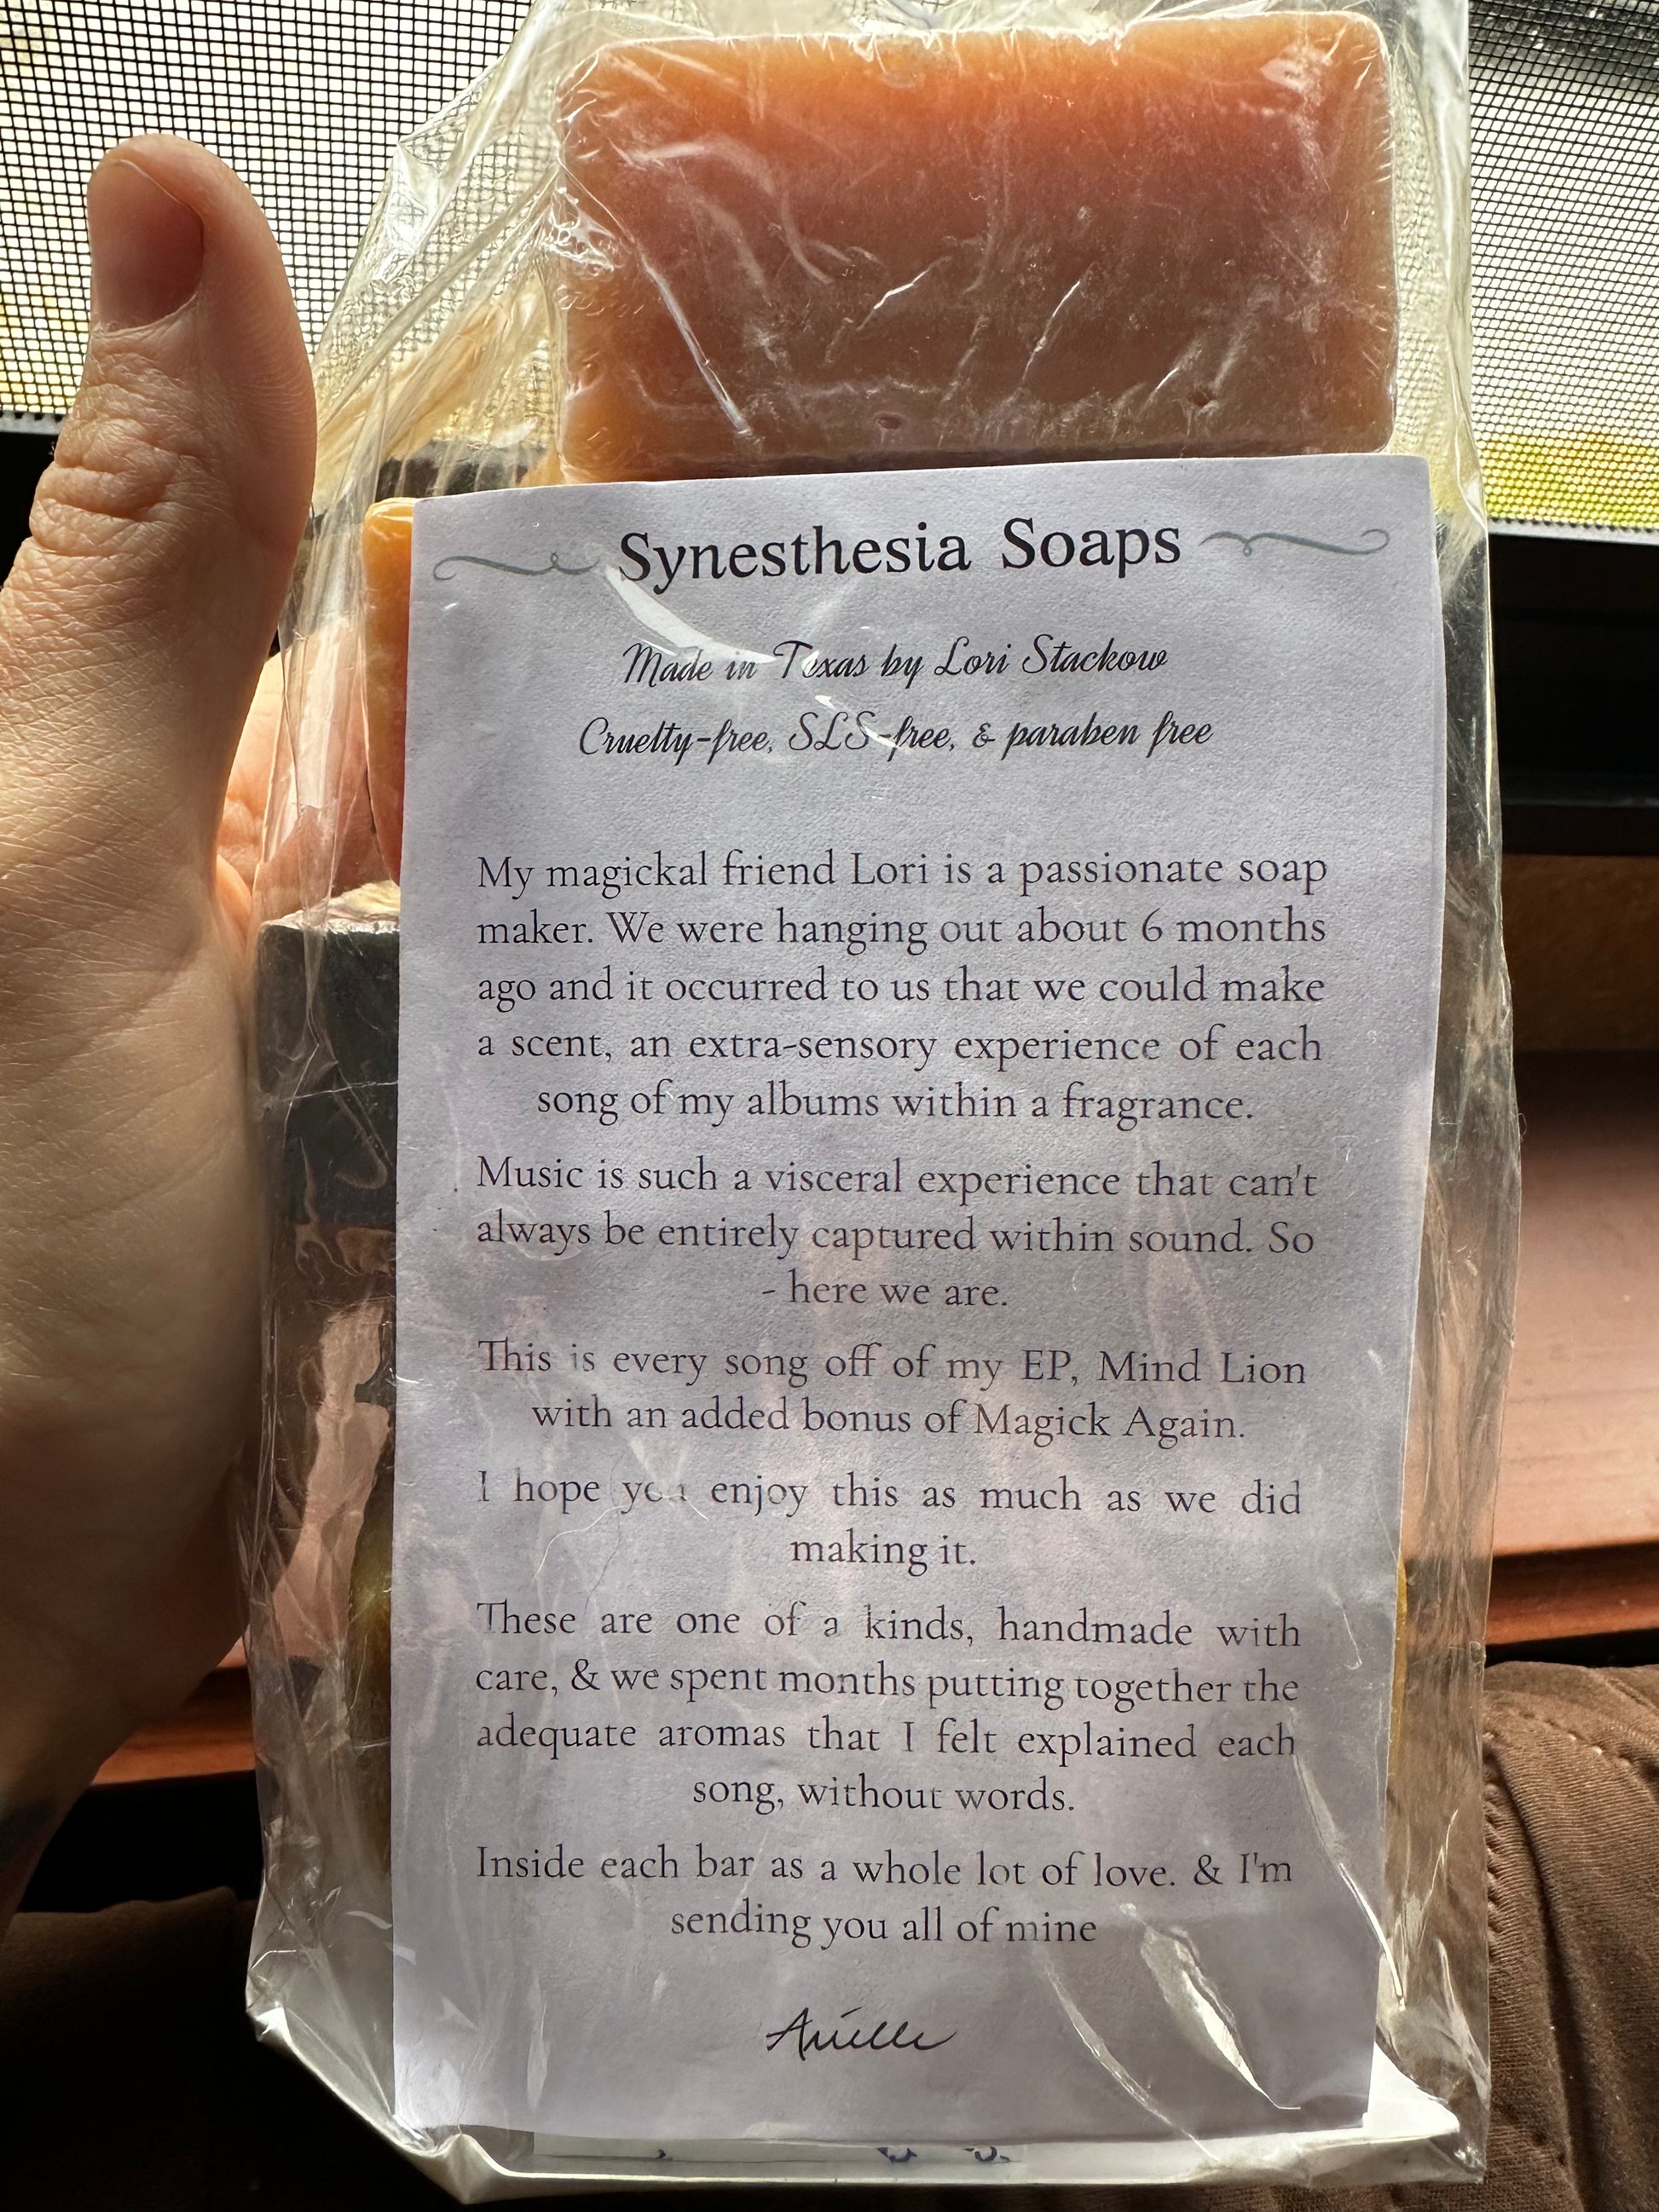 Synesthesia Soaps
Made in Texas by Lori Stackow
Cruelty-free, SLS-free, & paraben free
My magickal friend Lori is a passionate soap
maker. We were hanging out about 6 months
ago and it occurred to us that we could make
a scent, an extra-sensory experience of each
song of my albums within a fragrance.
Music is such a visceral experience that can't
always be entirely captured within sound. So
- here we are.
This is every song off of my EP, Mind Lion
with an added bonus of Magick Again.
I hope you enjoy this as much as we did
making it.
These are one of a kinds, handmade with
care, & we spent months putting together the
adequate aromas that I felt explained each
song, without words.
Inside each bar as a whole lot of love. & I'm
sending you all of mine
Arielle